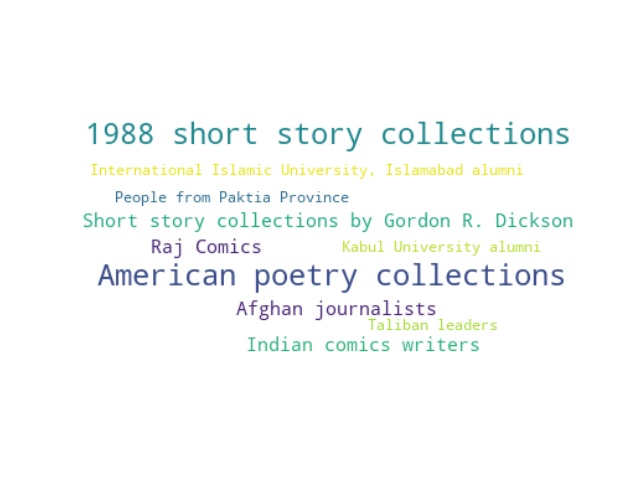 1988 short story collections
International Islamic University, Islamabad alumni
People from Paktia Province
Short story collections by Gordon R. Dickson
Raj Comics
Kabul University alumni
American poetry collections
Afghan journalists
Taliban leaders
Indian comics writers